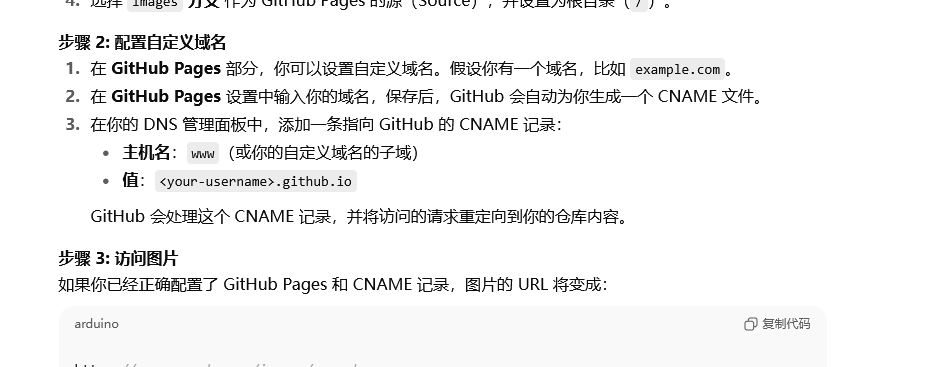 4. 选择 images 分支 作为 GitHub Pages 的源（Source），并设置为根目录（/）。
步骤 2: 配置自定义域名
1. 在 GitHub Pages 部分，你可以设置自定义域名。假设你有一个域名，比如 example.com。
2. 在 GitHub Pages 设置中输入你的域名，保存后，GitHub 会自动为你生成一个 CNAME 文件。
3. 在你的 DNS 管理面板中，添加一条指向 GitHub 的 CNAME 记录：
• 主机名： www （或你的自定义域名的子域）
• 值： <your-username>.github.io
GitHub 会处理这个 CNAME 记录，并将访问的请求重定向到你的仓库内容。
步骤 3: 访问图片
如果你已经正确配置了 GitHub Pages 和 CNAME 记录，图片的 URL 将变成：
arduino 复制代码